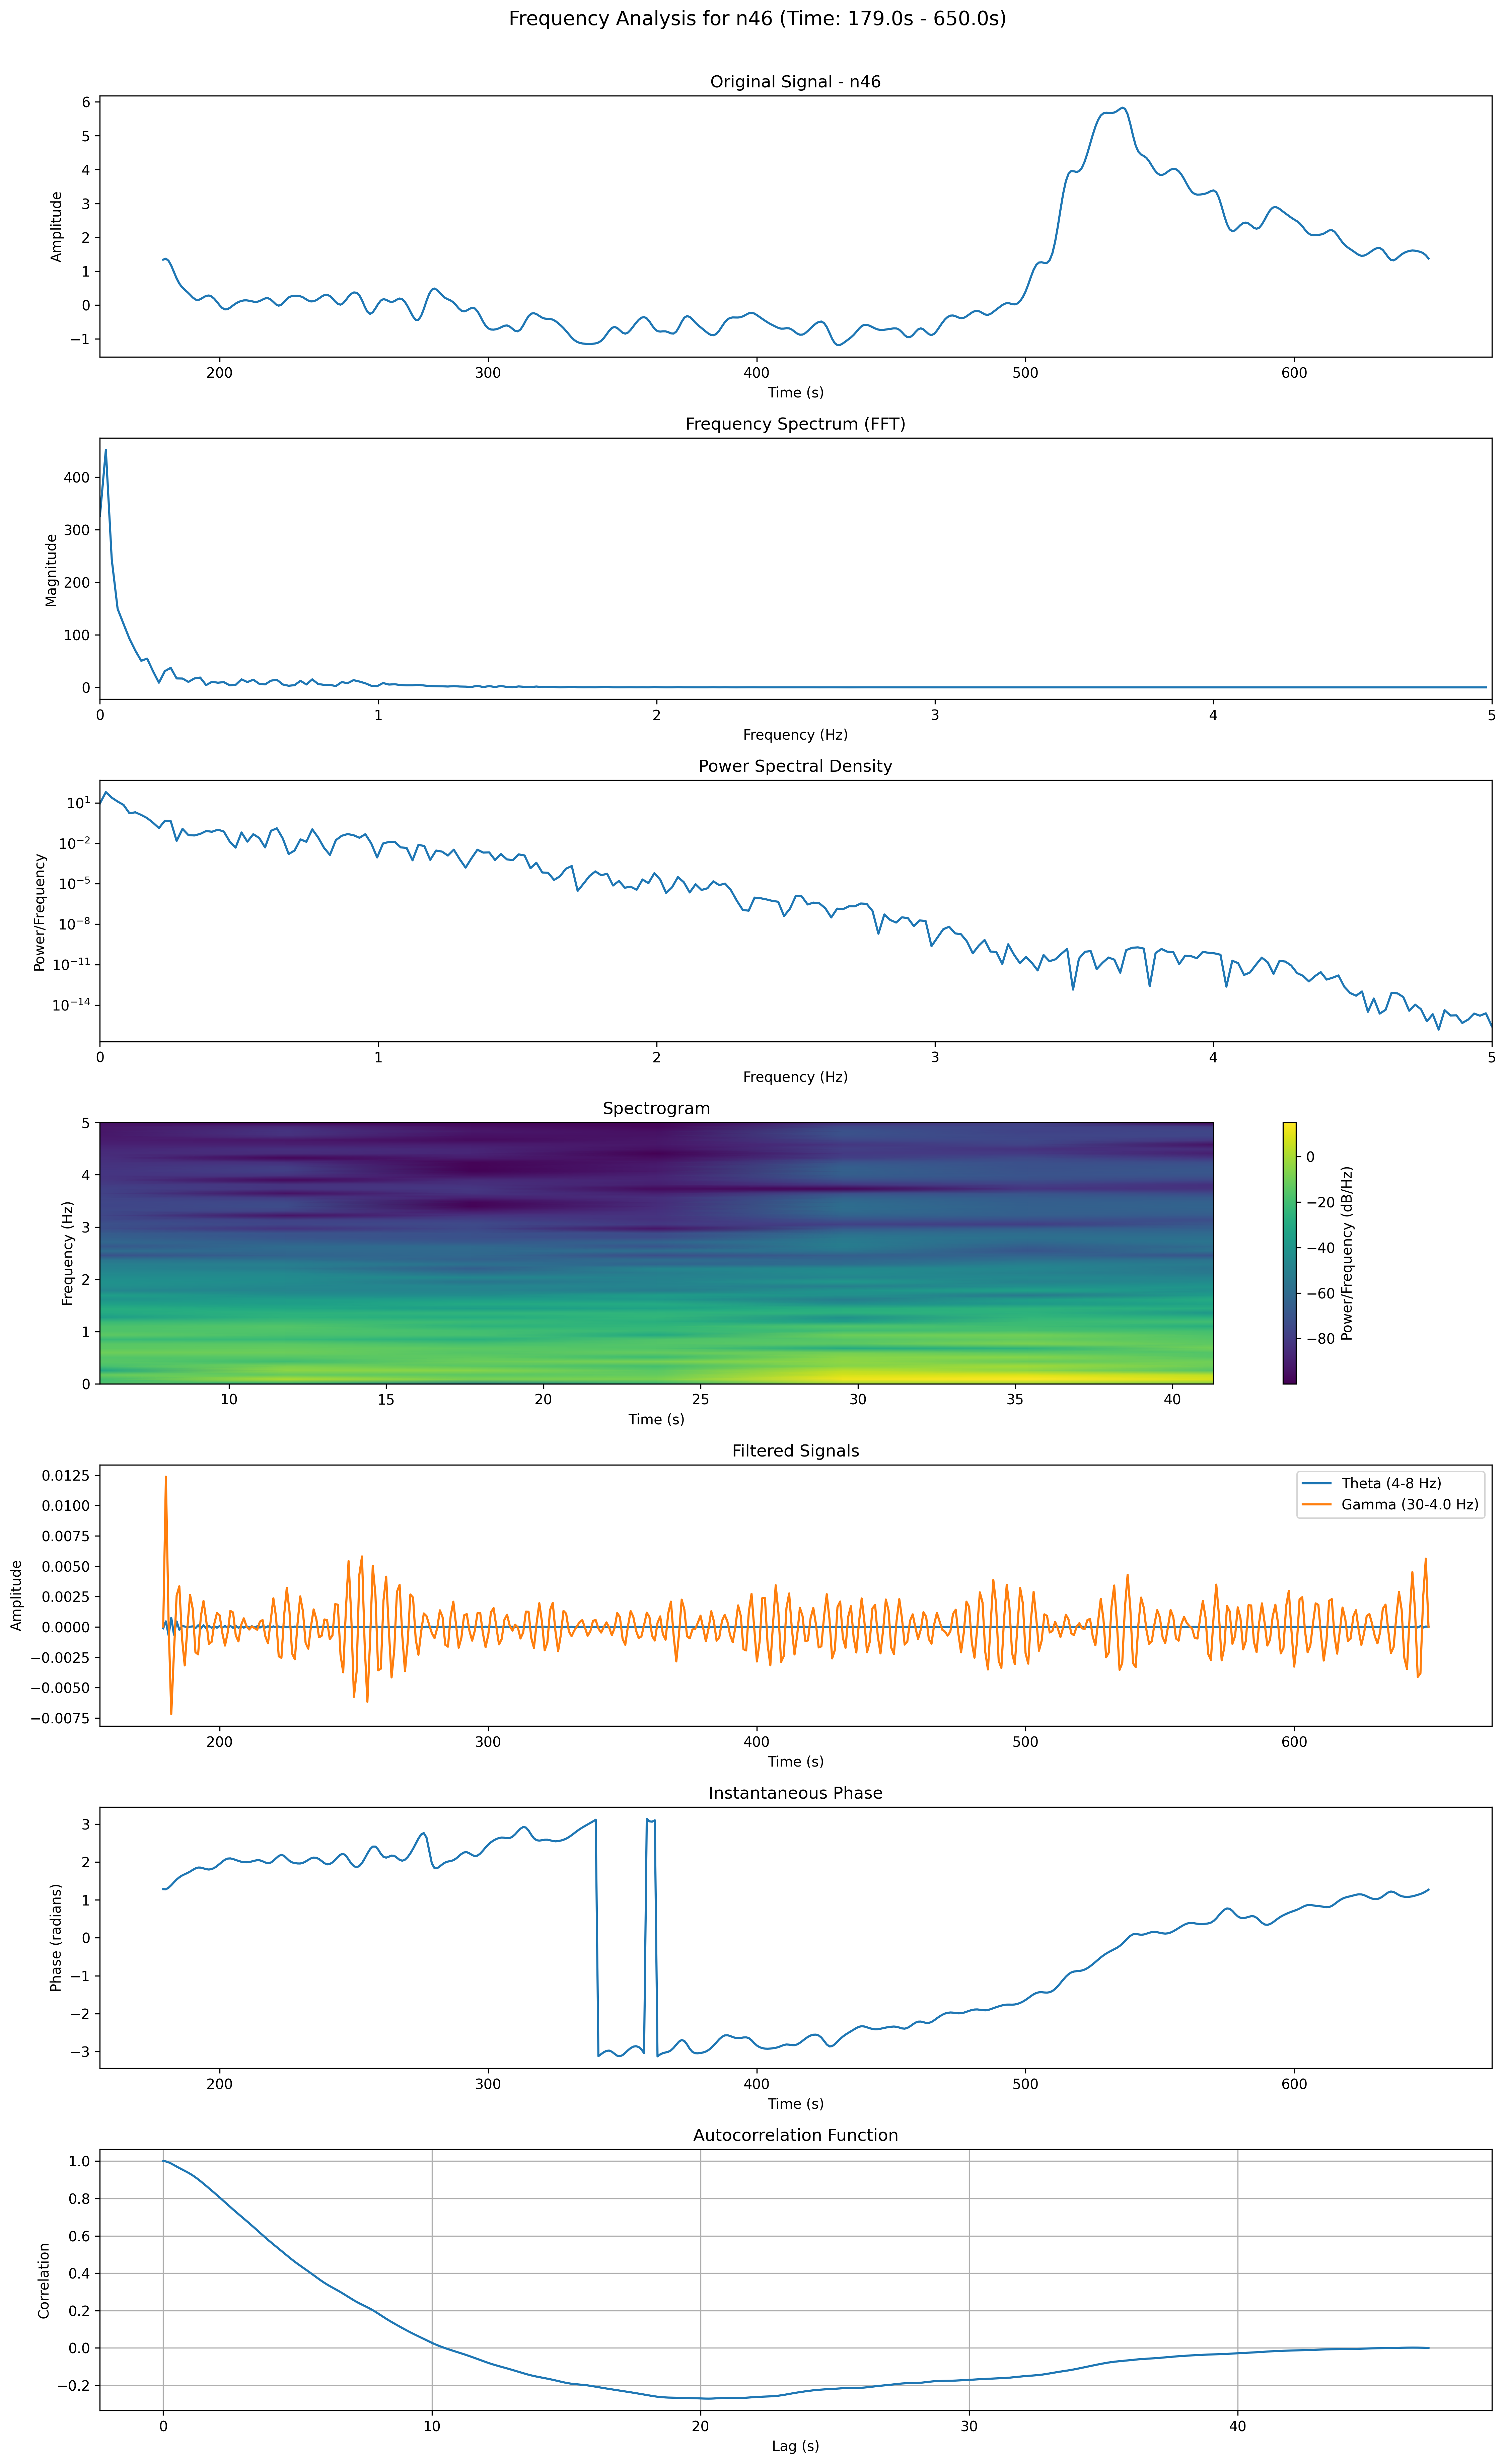 Frequency Analysis for n46 (Time: 179.0s - 650.0s)
Original Signal - n46
6
5
4
3
2
1
0
−1
Amplitude
200 300 400 500 600
Time (s)
Frequency Spectrum (FFT)
400
300
200
100
0
Magnitude
0 1 2 3 4 5
Frequency (Hz)
Power Spectral Density
10¹
10⁻²
10⁻⁵
10⁻⁸
10⁻¹¹
10⁻¹⁴
Power/Frequency
0 1 2 3 4 5
Frequency (Hz)
Spectrogram
5
4
3
2
1
0
Frequency (Hz)
10 15 20 25 30 35 40
Time (s)
0
−20
−40
−60
−80
Power/Frequency (dB/Hz)
Filtered Signals
0.0125
0.0100
0.0075
0.0050
0.0025
0.0000
−0.0025
−0.0050
−0.0075
Amplitude
Theta (4-8 Hz)
Gamma (30-4.0 Hz)
200 300 400 500 600
Time (s)
Instantaneous Phase
3
2
1
0
−1
−2
−3
Phase (radians)
200 300 400 500 600
Time (s)
Autocorrelation Function
1.0
0.8
0.6
0.4
0.2
0.0
−0.2
Correlation
0 10 20 30 40
Lag (s)